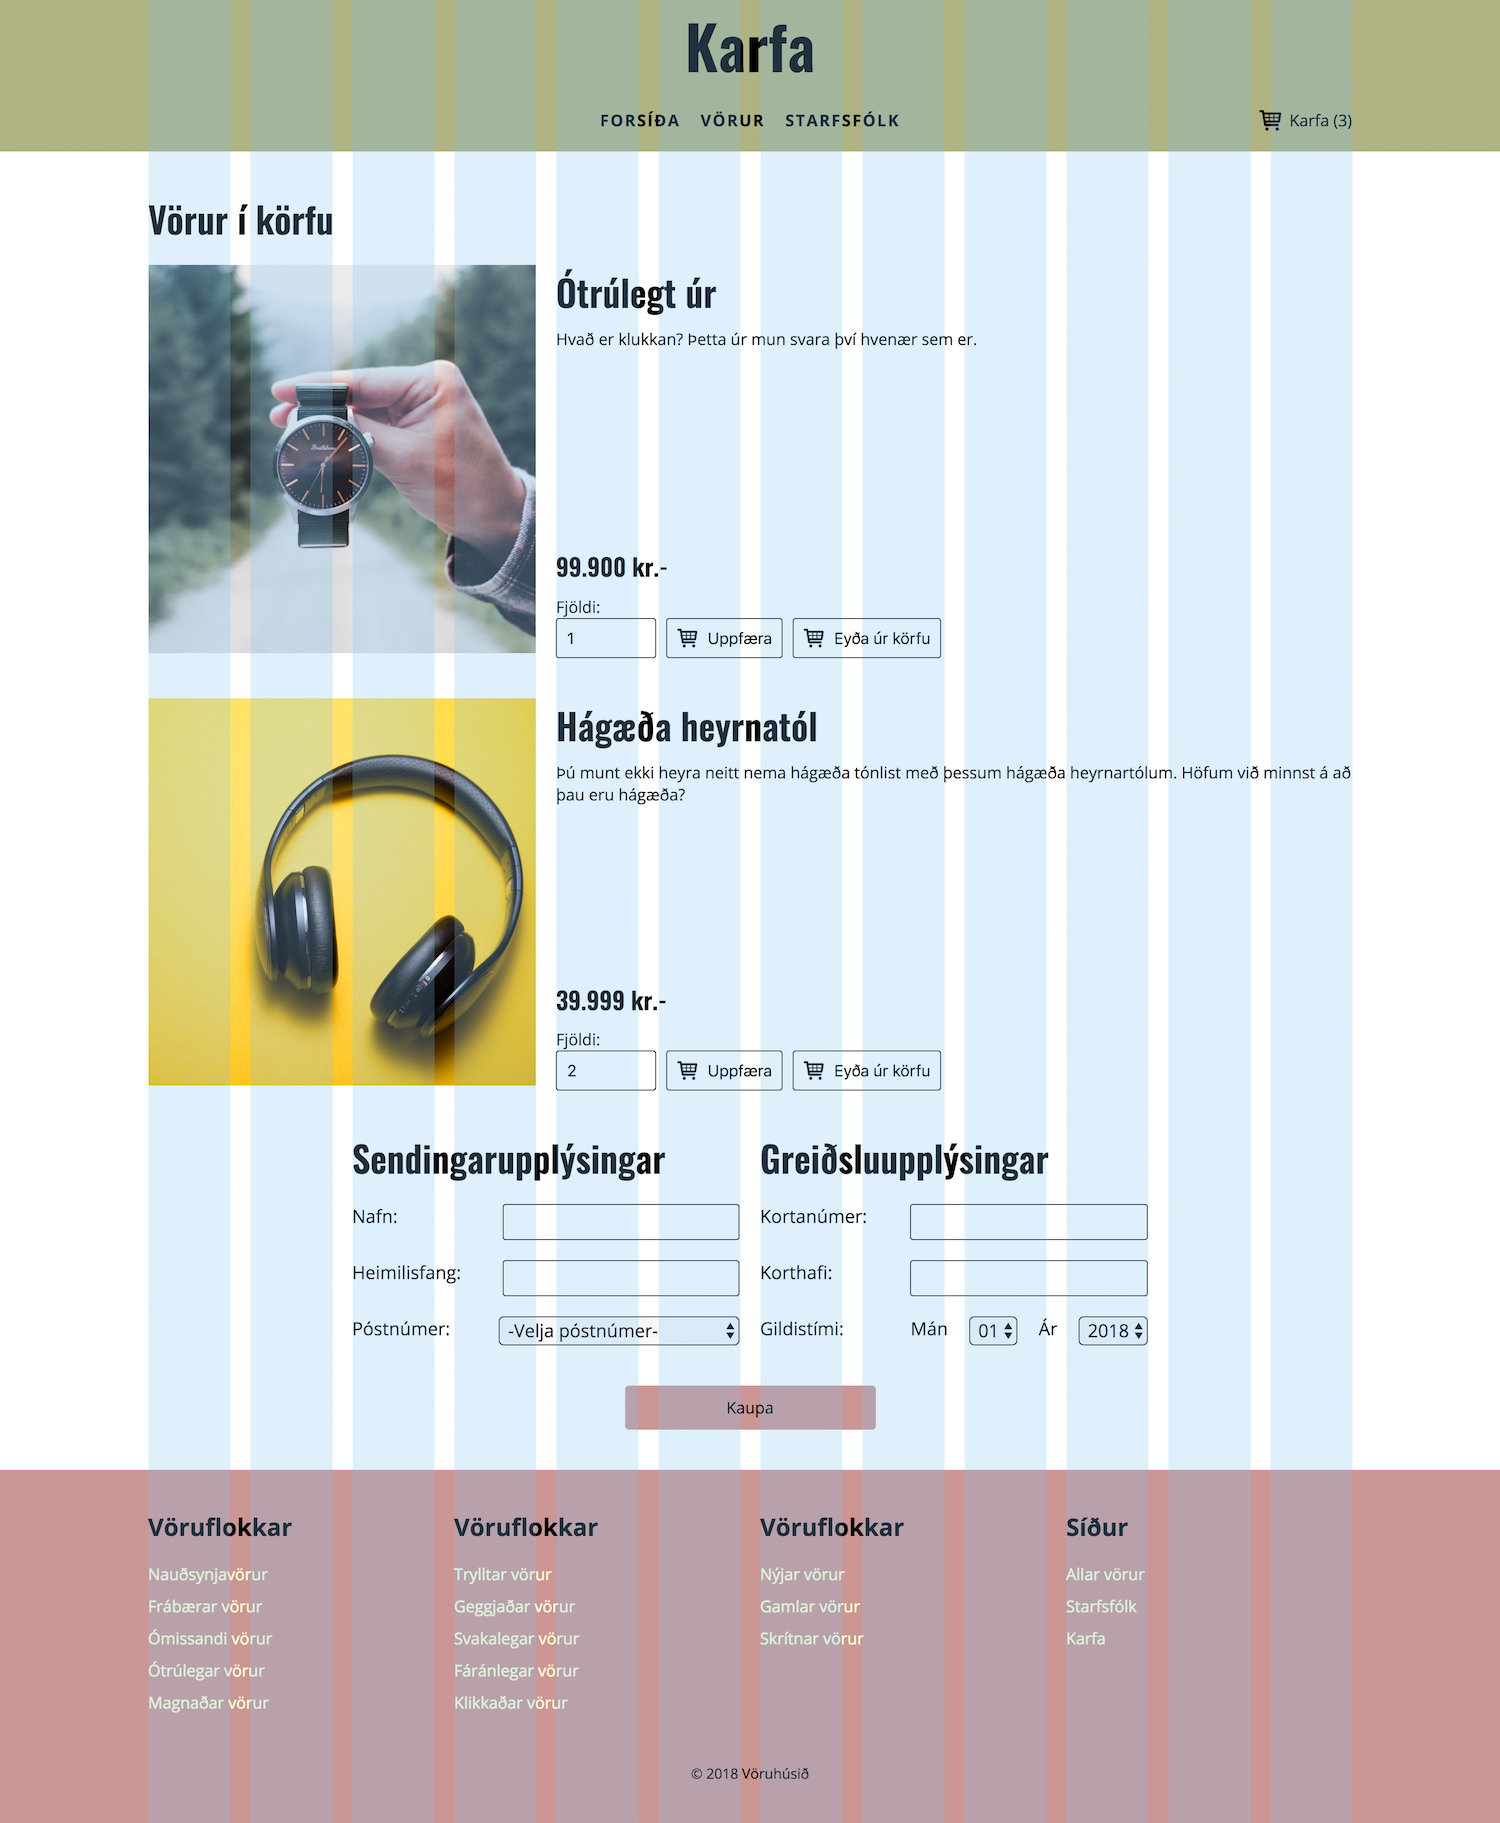 Karfa
FORSÍÐA VÖRUR STARFSFÓLK
Karfa (3)
Vörur í körfu
Ótrúlegt úr
Hvað er klukkan? Þetta úr mun svara því hvenær sem er.
99.900 kr.-
Fjöldi:
1 Uppfæra Eyða úr körfu
Hágæða heyrnatól
Þú munt ekki heyra neitt nema hágæða tónlist með þessum hágæða heyrnartólum. Höfum við minnst á að
þau eru hágæða?
39.999 kr.-
Fjöldi:
2 Uppfæra Eyða úr körfu
Sendingarupplýsingar
Nafn:
Heimilisfang:
Póstnúmer: -Velja póstnúmer-
Greiðsluupplýsingar
Kortanúmer:
Korthafi:
Gildistími: Mán 01 Ár 2018
Kaupa
Vöruflokkar
Nauðsynjavörur
Frábærar vörur
Ómissandi vörur
Ótrúlegar vörur
Magnaðar vörur
Vöruflokkar
Trylltar vörur
Geggjaðar vörur
Svakalegar vörur
Fáránlegar vörur
Klikkaðar vörur
Vöruflokkar
Nýjar vörur
Gamlar vörur
Skrítnar vörur
Síður
Allar vörur
Starfsfólk
Karfa
© 2018 Vöruhúsið